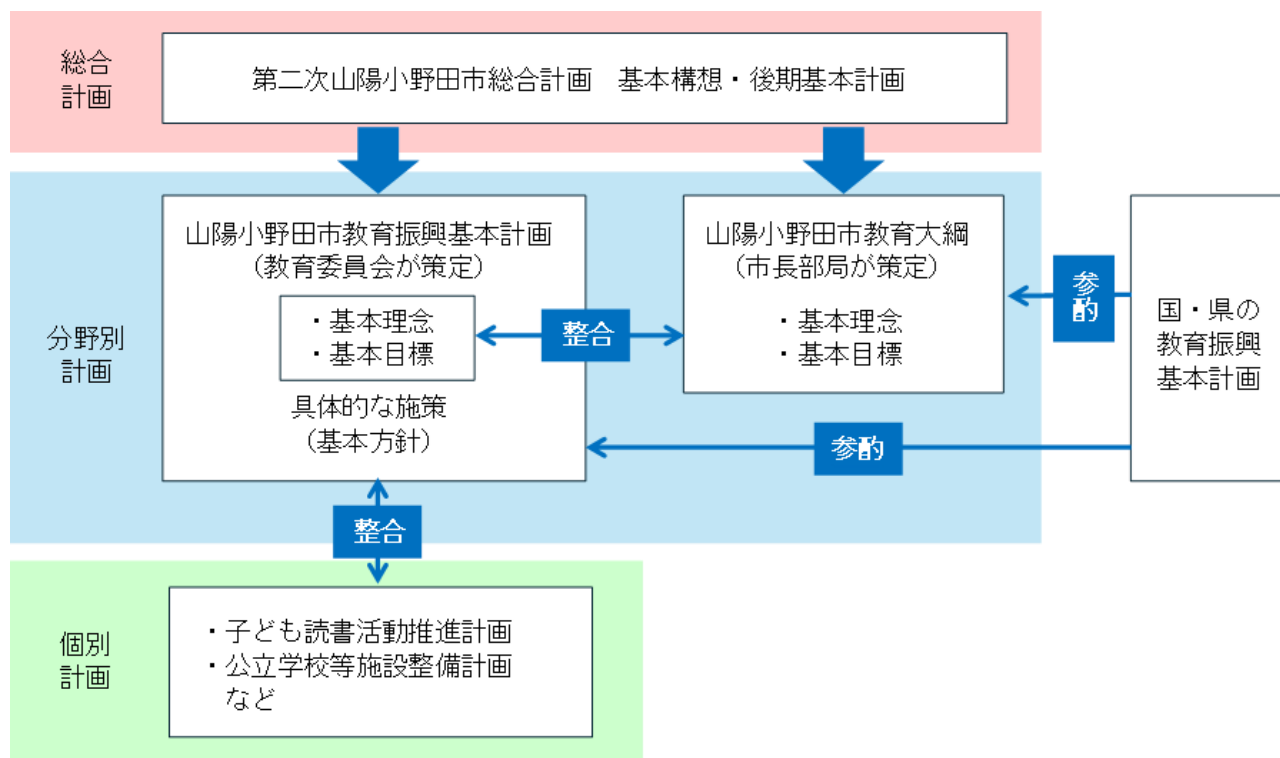 総合
計画
第二次山陽小野田市総合計画　基本構想・後期基本計画
分野別
計画
山陽小野田市教育振興基本計画
（教育委員会が策定）
・基本理念
・基本目標
具体的な施策
（基本方針）
整合
山陽小野田市教育大綱
（市長部局が策定）
・基本理念
・基本目標
参酌
参酌
国・県の
教育振興
基本計画
整合
個別
計画
・子ども読書活動推進計画
・公立学校等施設整備計画
など